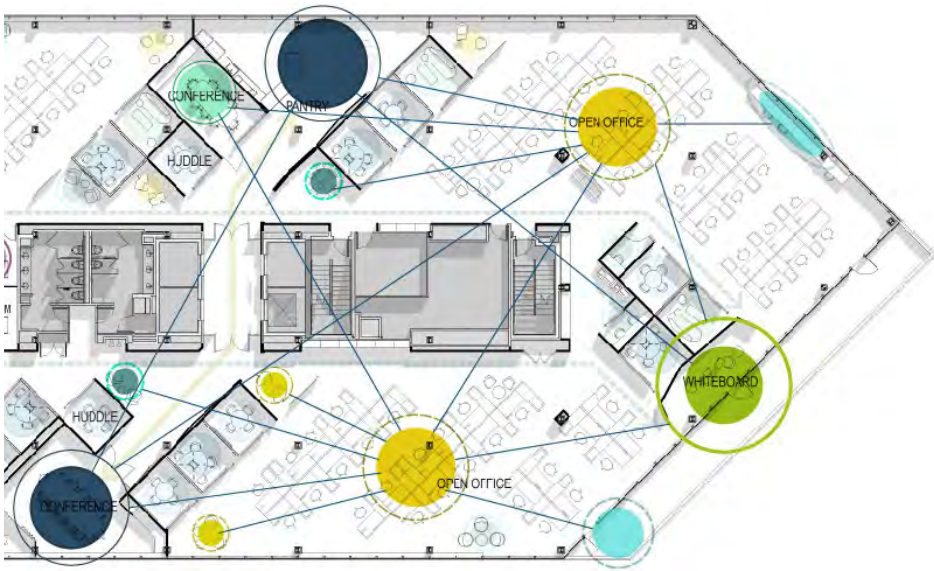 CONFERENCE
PANTRY
OPEN OFFICE
HUDDLE
M
WHITEBOARD
HUDDLE
OPEN OFFICE
CONFERENCE